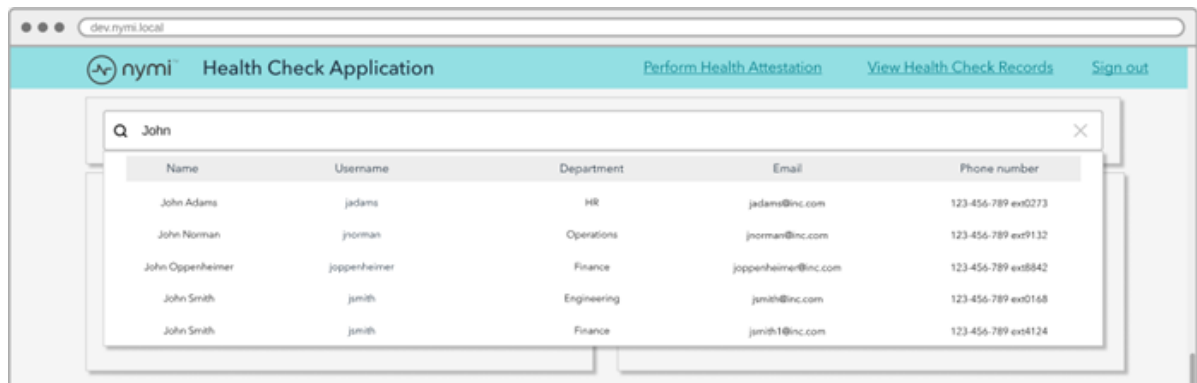 dev.nymi.local
nymi™ Health Check Application Perform Health Attestation View Health Check Records Sign out
John
Name Username Department Email Phone number
John Adams jadams HR jadams@inc.com 123-456-789 ext0273
John Norman jnorman Operations jnorman@inc.com 123-456-789 ext9132
John Oppenheimer joppenheimer Finance joppenheimer@inc.com 123-456-789 ext8842
John Smith jsmith Engineering jsmith@inc.com 123-456-789 ext0168
John Smith jsmith Finance jsmith1@inc.com 123-456-789 ext4124